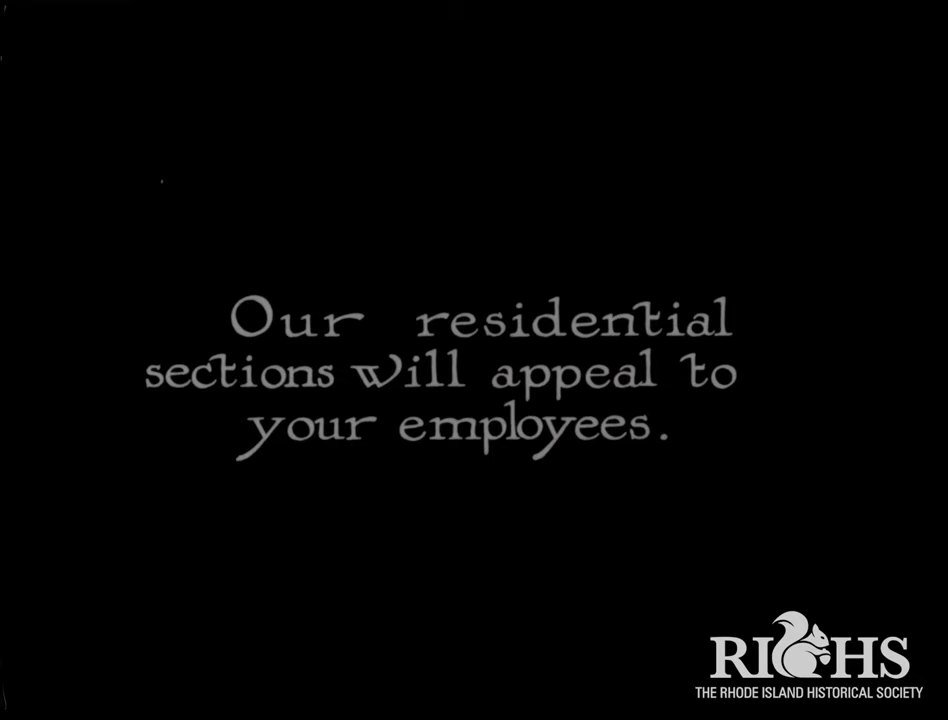 Our residential
sections will appeal to
your employees.
RIHS
THE RHODE ISLAND HISTORICAL SOCIETY